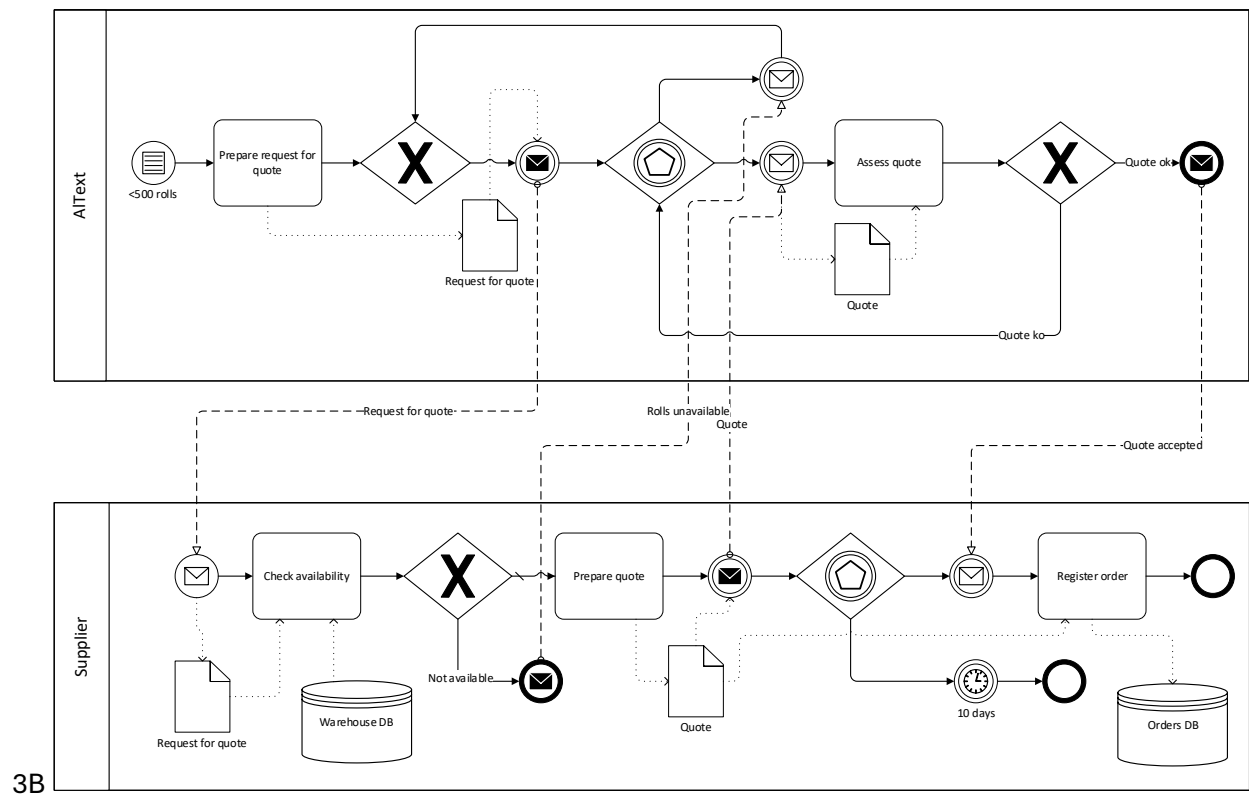 AlText
<500 rolls
Prepare request for
quote
Request for quote
Assess quote
Quote
Quote ok
Quote ko
Request for quote
Rolls unavailable
Quote
Quote accepted
Supplier
Check availability
Prepare quote
Register order
Not available
Request for quote
Warehouse DB
Quote
10 days
Orders DB
3B